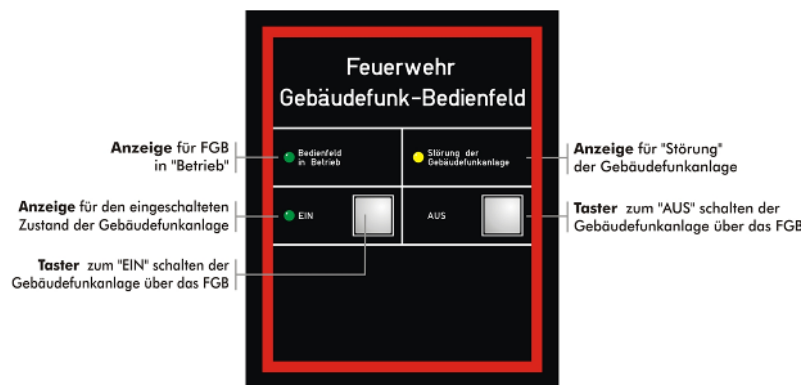 Feuerwehr
Gebäudefunk-Bedienfeld
Anzeige für FGB
in "Betrieb"
Bedienfeld
in Betrieb
Störung der
Gebäudefunkanlage
Anzeige für "Störung"
der Gebäudefunkanlage
Anzeige für den eingeschalteten
Zustand der Gebäudefunkanlage
EIN
AUS
Taster zum "AUS" schalten der
Gebäudefunkanlage über das FGB
Taster zum "EIN" schalten der
Gebäudefunkanlage über das FGB